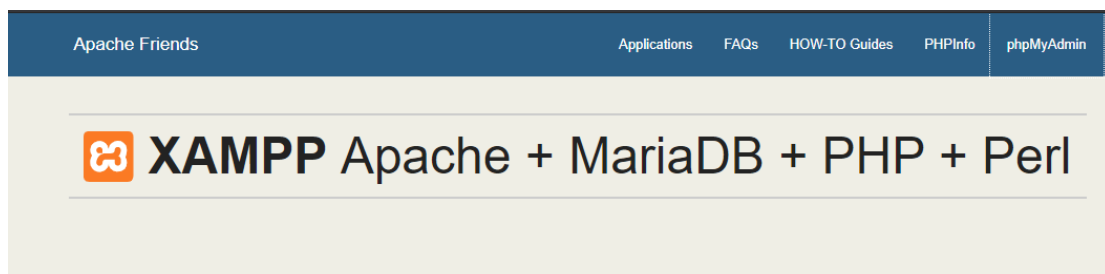 Apache Friends Applications FAQs HOW-TO Guides PHPInfo phpMyAdmin
XAMPP Apache + MariaDB + PHP + Perl